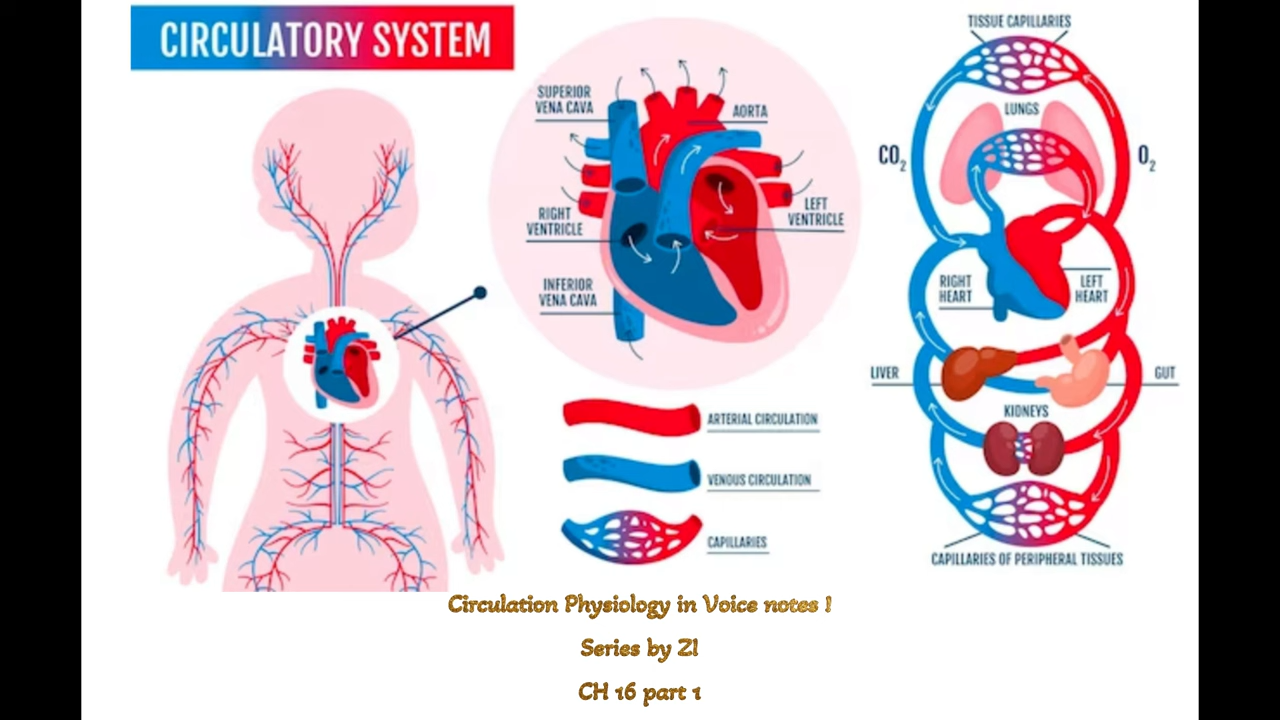 CIRCULATORY SYSTEM
SUPERIOR
VENA CAVA
AORTA
RIGHT
VENTRICLE
LEFT
VENTRICLE
INFERIOR
VENA CAVA
ARTERIAL CIRCULATION
VENOUS CIRCULATION
CAPILLARIES
TISSUE CAPILLARIES
LUNGS
CO₂
O₂
RIGHT
HEART
LEFT
HEART
LIVER
GUT
KIDNEYS
CAPILLARIES OF PERIPHERAL TISSUES
Circulation Physiology in Voice notes !
Series by Zl
CH 16 part 1